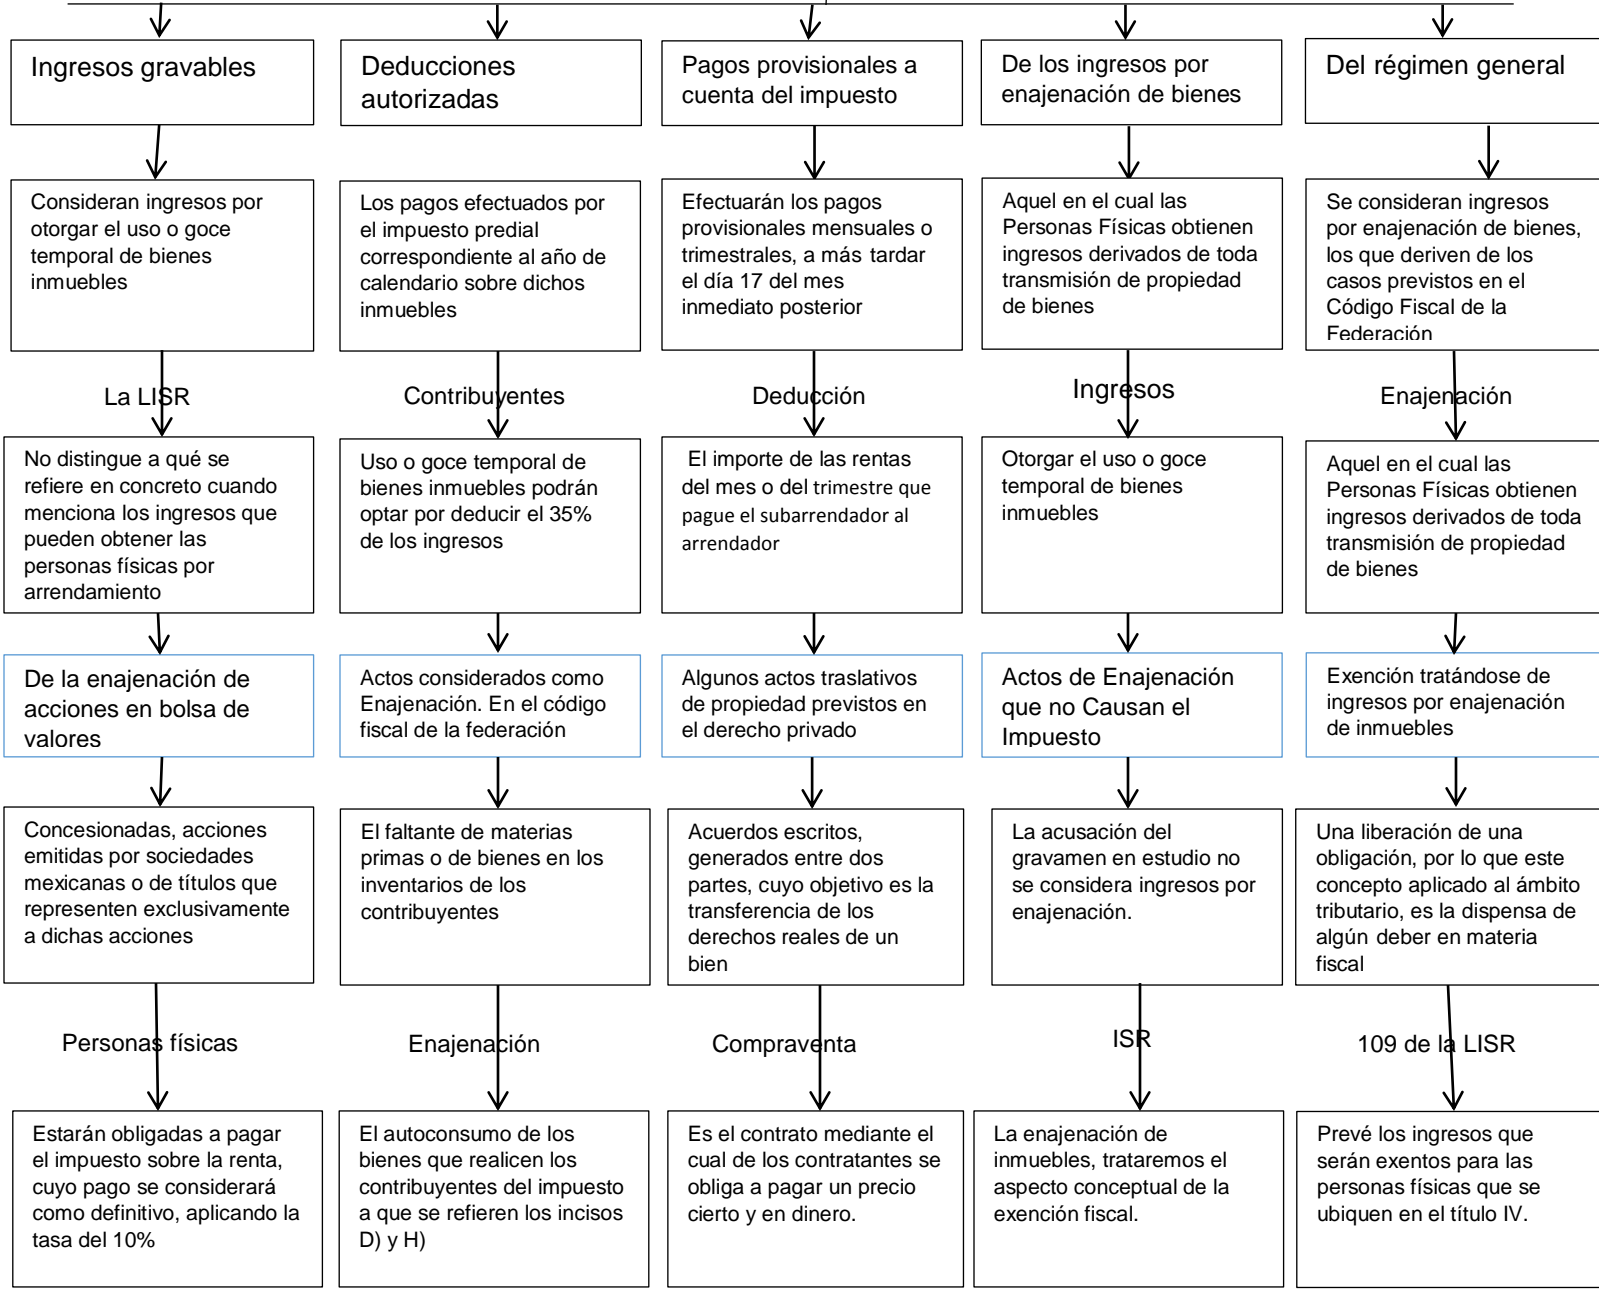 Ingresos gravables
Deducciones
autorizadas
Pagos provisionales a
cuenta del impuesto
De los ingresos por
enajenación de bienes
Del régimen general
Consideran ingresos por
otorgar el uso o goce
temporal de bienes
inmuebles
Los pagos efectuados por
el impuesto predial
correspondiente al año de
calendario sobre dichos
inmuebles
Efectuarán los pagos
provisionales mensuales o
trimestrales, a más tardar
el día 17 del mes
inmediato posterior
Aquel en el cual las
Personas Físicas obtienen
ingresos derivados de toda
transmisión de propiedad
de bienes
Se consideran ingresos
por enajenación de bienes,
los que deriven de los
casos previstos en el
Código Fiscal de la
Federación
La LISR
Contribuyentes
Deducción
Ingresos
Enajenación
No distingue a qué se
refiere en concreto cuando
menciona los ingresos que
pueden obtener las
personas físicas por
arrendamiento
Uso o goce temporal de
bienes inmuebles podrán
optar por deducir el 35%
de los ingresos
El importe de las rentas
del mes o del trimestre que
pague el subarrendador al
arrendador
Otorgar el uso o goce
temporal de bienes
inmuebles
Aquel en el cual las
Personas Físicas obtienen
ingresos derivados de toda
transmisión de propiedad
de bienes
De la enajenación de
acciones en bolsa de
valores
Actos considerados como
Enajenación. En el código
fiscal de la federación
Algunos actos traslativos
de propiedad previstos en
el derecho privado
Actos de Enajenación
que no Causan el
Impuesto
Exención tratándose de
ingresos por enajenación
de inmuebles
Concesionadas, acciones
emitidas por sociedades
mexicanas o de títulos que
representen exclusivamente
a dichas acciones
El faltante de materias
primas o de bienes en los
inventarios de los
contribuyentes
Acuerdos escritos,
generados entre dos
partes, cuyo objetivo es la
transferencia de los
derechos reales de un
bien
La acusación del
gravamen en estudio no
se considera ingresos por
enajenación.
Una liberación de una
obligación, por lo que este
concepto aplicado al ámbito
tributario, es la dispensa de
algún deber en materia
fiscal
Personas físicas
Enajenación
Compraventa
ISR
109 de la LISR
Estarán obligadas a pagar
el impuesto sobre la renta,
cuyo pago se considerará
como definitivo, aplicando la
tasa del 10%
El autoconsumo de los
bienes que realicen los
contribuyentes del impuesto
a que se refieren los incisos
D) y H)
Es el contrato mediante el
cual de los contratantes se
obliga a pagar un precio
cierto y en dinero.
La enajenación de
inmuebles, trataremos el
aspecto conceptual de la
exención fiscal.
Prevé los ingresos que
serán exentos para las
personas físicas que se
ubiquen en el título IV.